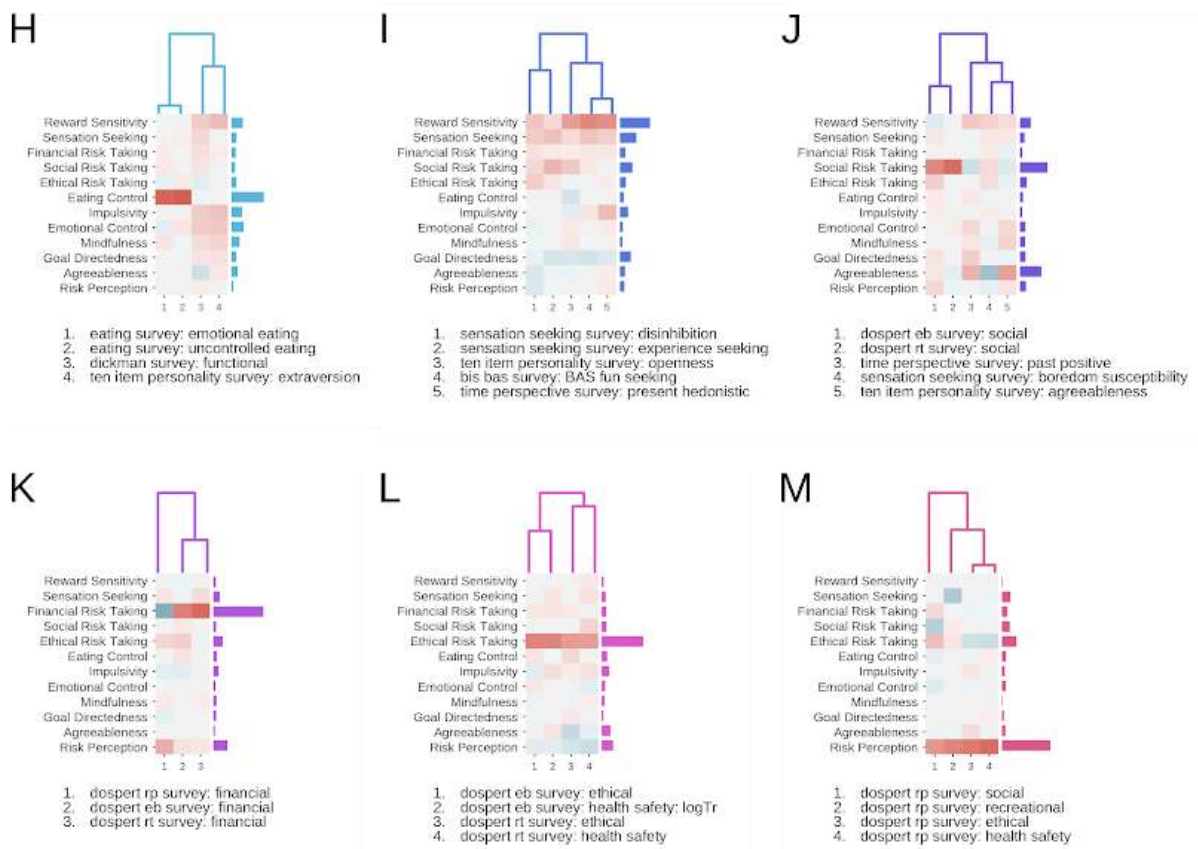 H
Reward Sensitivity
Sensation Seeking
Financial Risk Taking
Social Risk Taking
Ethical Risk Taking
Eating Control
Impulsivity
Emotional Control
Mindfulness
Goal Directedness
Agreeableness
Risk Perception
1 2 3 4
1. eating survey: emotional eating
2. eating survey: uncontrolled eating
3. dickman survey: functional
4. ten item personality survey: extraversion
I
Reward Sensitivity
Sensation Seeking
Financial Risk Taking
Social Risk Taking
Ethical Risk Taking
Eating Control
Impulsivity
Emotional Control
Mindfulness
Goal Directedness
Agreeableness
Risk Perception
1 2 3 4 5
1. sensation seeking survey: disinhibition
2. sensation seeking survey: experience seeking
3. ten item personality survey: openness
4. bis bas survey: BAS fun seeking
5. time perspective survey: present hedonistic
J
Reward Sensitivity
Sensation Seeking
Financial Risk Taking
Social Risk Taking
Ethical Risk Taking
Eating Control
Impulsivity
Emotional Control
Mindfulness
Goal Directedness
Agreeableness
Risk Perception
1 2 3 4 5
1. dospert eb survey: social
2. dospert rt survey: social
3. time perspective survey: past positive
4. sensation seeking survey: boredom susceptibility
5. ten item personality survey: agreeableness
K
Reward Sensitivity
Sensation Seeking
Financial Risk Taking
Social Risk Taking
Ethical Risk Taking
Eating Control
Impulsivity
Emotional Control
Mindfulness
Goal Directedness
Agreeableness
Risk Perception
1 2 3
1. dospert rp survey: financial
2. dospert eb survey: financial
3. dospert rt survey: financial
L
Reward Sensitivity
Sensation Seeking
Financial Risk Taking
Social Risk Taking
Ethical Risk Taking
Eating Control
Impulsivity
Emotional Control
Mindfulness
Goal Directedness
Agreeableness
Risk Perception
1 2 3 4
1. dospert eb survey: ethical
2. dospert eb survey: health safety: logTr
3. dospert rt survey: ethical
4. dospert rt survey: health safety
M
Reward Sensitivity
Sensation Seeking
Financial Risk Taking
Social Risk Taking
Ethical Risk Taking
Eating Control
Impulsivity
Emotional Control
Mindfulness
Goal Directedness
Agreeableness
Risk Perception
1 2 3 4
1. dospert rp survey: social
2. dospert rp survey: recreational
3. dospert rp survey: ethical
4. dospert rp survey: health safety